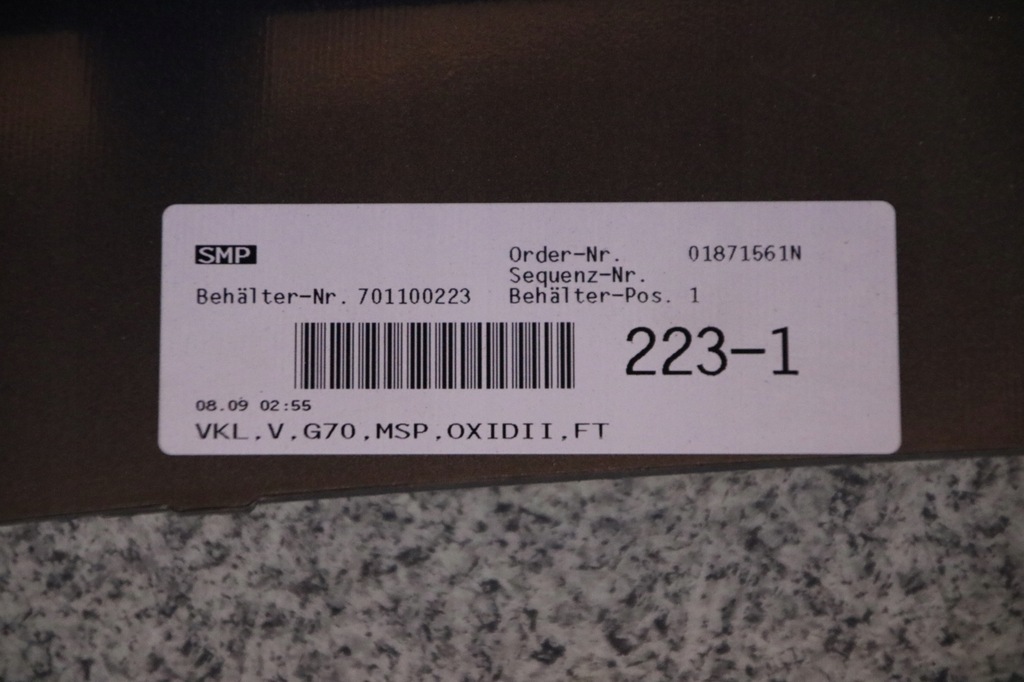 SMP
Order-Nr. 01871561N
Sequenz-Nr.
Behälter-Nr. 701100223 Behälter-Pos. 1
223-1
08.09 02:55
VKL.V.G70.MSP.OXIDII.FT